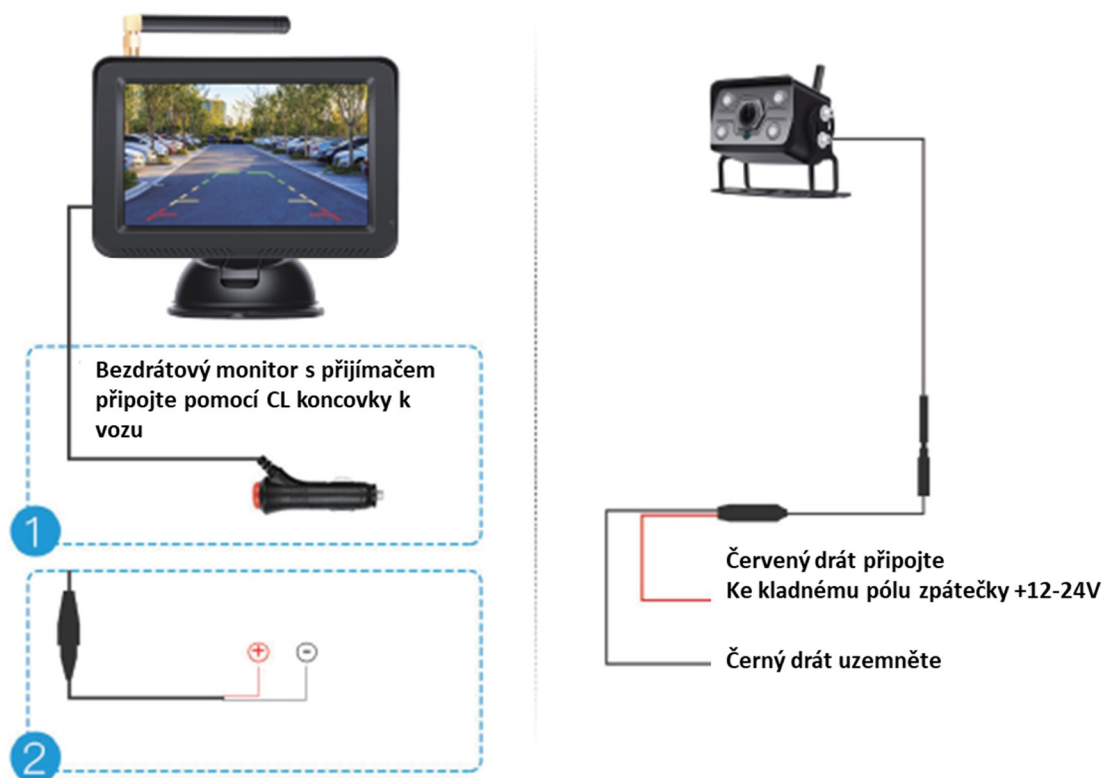 Bezdrátový monitor s přijímačem
připojte pomocí CL koncovky k
vozu
1
+ -
2
Červený drát připojte
Ke kladnému pólu zpátečky +12-24V
Černý drát uzemněte